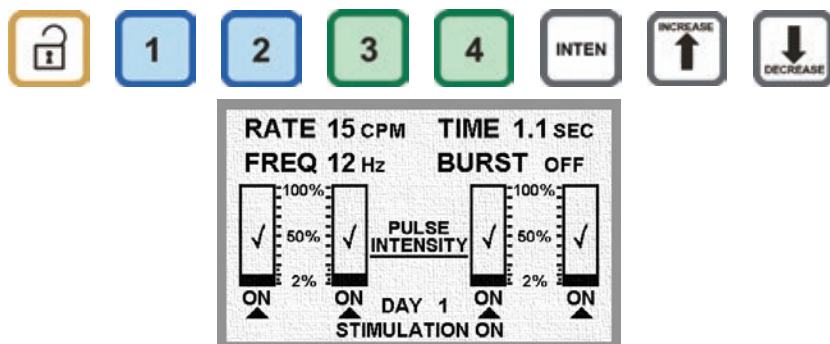 1 2 3 4 INTEN INCREASE DECREASE
RATE 15 CPM TIME 1.1 SEC
FREQ 12 Hz BURST OFF
100% 100%
50% PULSE INTENSITY 50%
2% 2%
ON ON DAY 1 ON ON
STIMULATION ON